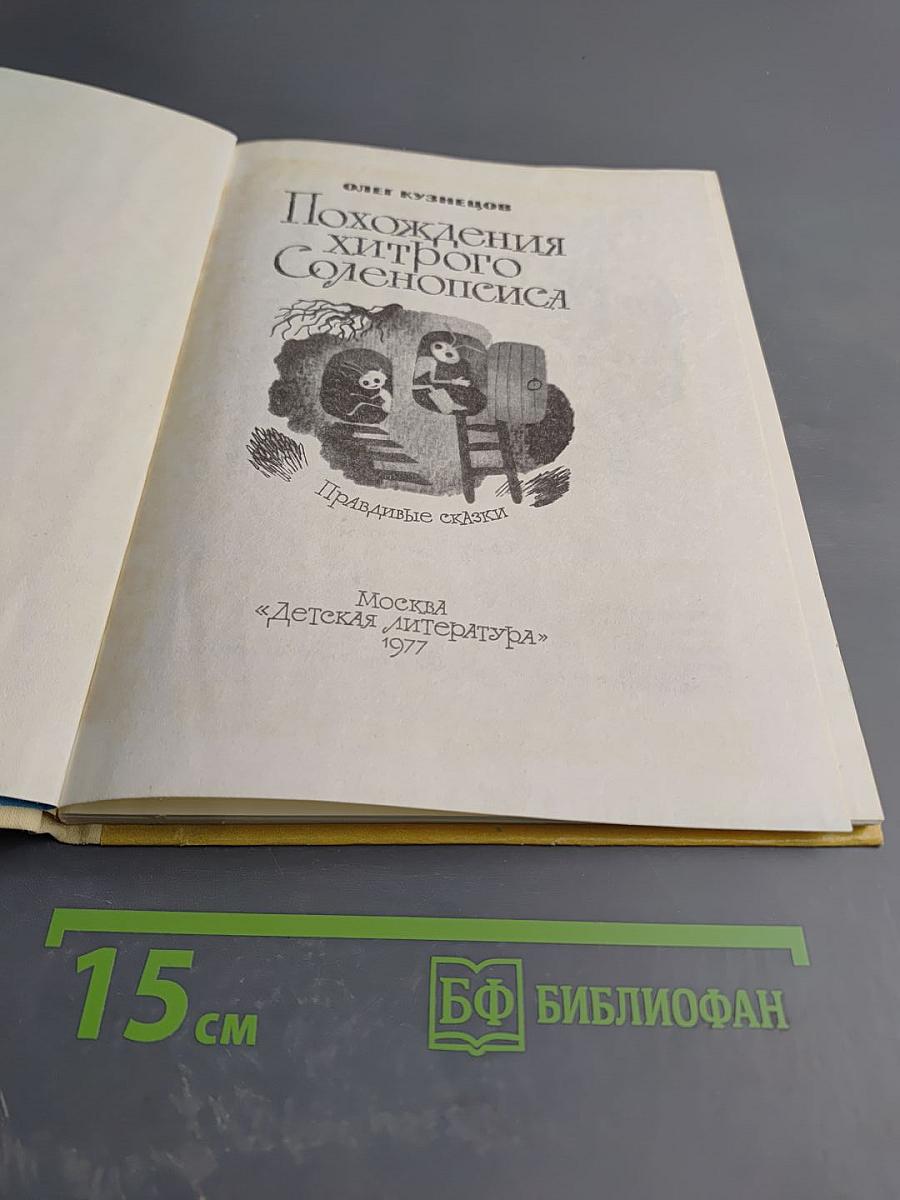 ОЛЕГ КУЗНЕЦОВ
Похождения
хитрого
Соленопсиса
Правдивые сказки
Москва
«Детская литература»
1977
15 см
БФ БИБЛИОФАН